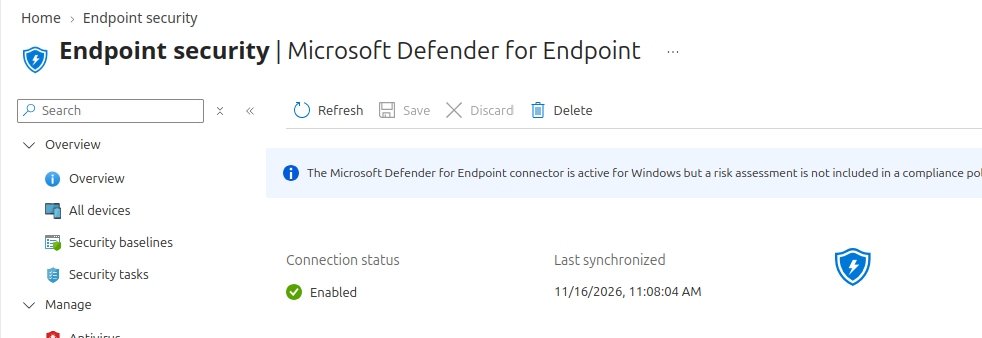 Home > Endpoint security
Endpoint security | Microsoft Defender for Endpoint ...
Search
Refresh Save Discard Delete
Overview
Overview
All devices
Security baselines
Security tasks
Manage
Antivirus
The Microsoft Defender for Endpoint connector is active for Windows but a risk assessment is not included in a compliance pol
Connection status
Enabled
Last synchronized
11/16/2026, 11:08:04 AM